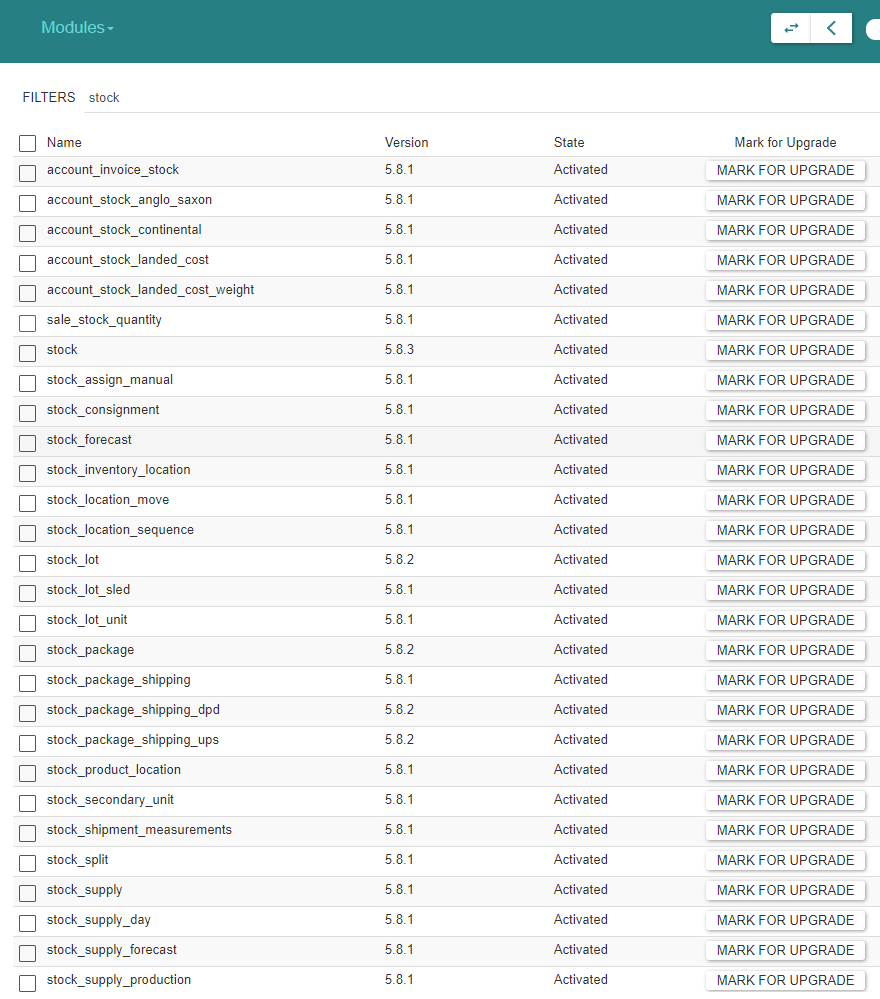 Modules
FILTERS stock
Name Version State Mark for Upgrade
account_invoice_stock 5.8.1 Activated MARK FOR UPGRADE
account_stock_anglo_saxon 5.8.1 Activated MARK FOR UPGRADE
account_stock_continental 5.8.1 Activated MARK FOR UPGRADE
account_stock_landed_cost 5.8.1 Activated MARK FOR UPGRADE
account_stock_landed_cost_weight 5.8.1 Activated MARK FOR UPGRADE
sale_stock_quantity 5.8.1 Activated MARK FOR UPGRADE
stock 5.8.3 Activated MARK FOR UPGRADE
stock_assign_manual 5.8.1 Activated MARK FOR UPGRADE
stock_consignment 5.8.1 Activated MARK FOR UPGRADE
stock_forecast 5.8.1 Activated MARK FOR UPGRADE
stock_inventory_location 5.8.1 Activated MARK FOR UPGRADE
stock_location_move 5.8.1 Activated MARK FOR UPGRADE
stock_location_sequence 5.8.1 Activated MARK FOR UPGRADE
stock_lot 5.8.2 Activated MARK FOR UPGRADE
stock_lot_sled 5.8.1 Activated MARK FOR UPGRADE
stock_lot_unit 5.8.1 Activated MARK FOR UPGRADE
stock_package 5.8.2 Activated MARK FOR UPGRADE
stock_package_shipping 5.8.1 Activated MARK FOR UPGRADE
stock_package_shipping_dpd 5.8.2 Activated MARK FOR UPGRADE
stock_package_shipping_ups 5.8.2 Activated MARK FOR UPGRADE
stock_product_location 5.8.1 Activated MARK FOR UPGRADE
stock_secondary_unit 5.8.1 Activated MARK FOR UPGRADE
stock_shipment_measurements 5.8.1 Activated MARK FOR UPGRADE
stock_split 5.8.1 Activated MARK FOR UPGRADE
stock_supply 5.8.1 Activated MARK FOR UPGRADE
stock_supply_day 5.8.1 Activated MARK FOR UPGRADE
stock_supply_forecast 5.8.1 Activated MARK FOR UPGRADE
stock_supply_production 5.8.1 Activated MARK FOR UPGRADE